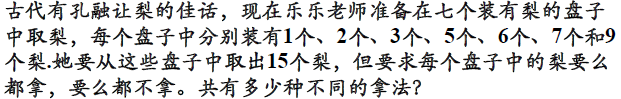 古代有孔融让梨的佳话，现在乐乐老师准备在七个装有梨的盘子
中取梨，每个盘子中分别装有1个、2个、3个、5个、6个、7个和9
个梨.她要从这些盘子中取出15个梨，但要求每个盘子中的梨要么
都拿，要么都不拿。共有多少种不同的拿法？